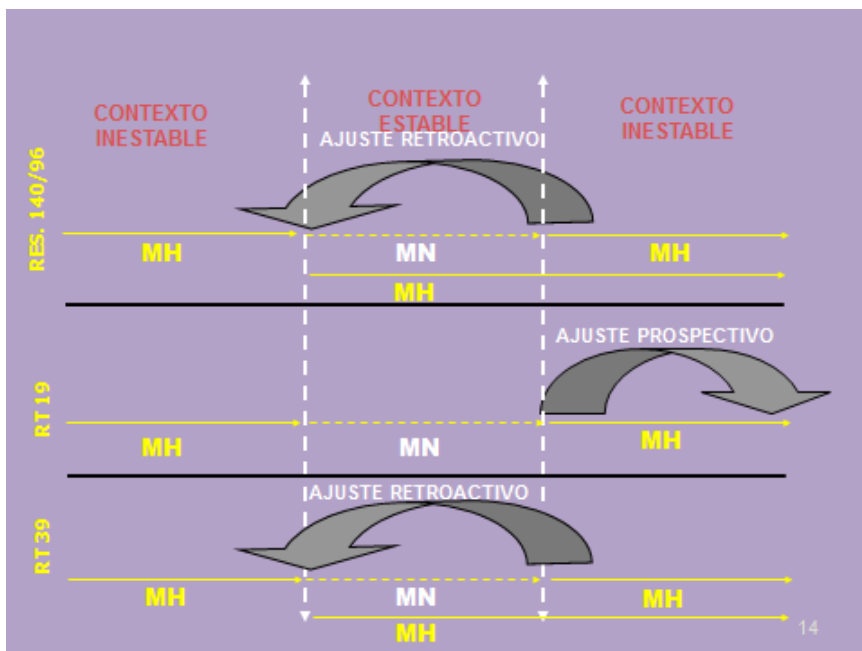 CONTEXTO
INESTABLE
CONTEXTO
ESTABLE
CONTEXTO
INESTABLE
AJUSTE RETROACTIVO
RES. 140/96
MH
MN
MH
MH
AJUSTE PROSPECTIVO
RT 19
MH
MN
MH
AJUSTE RETROACTIVO
RT 39
MH
MN
MH
MH
14